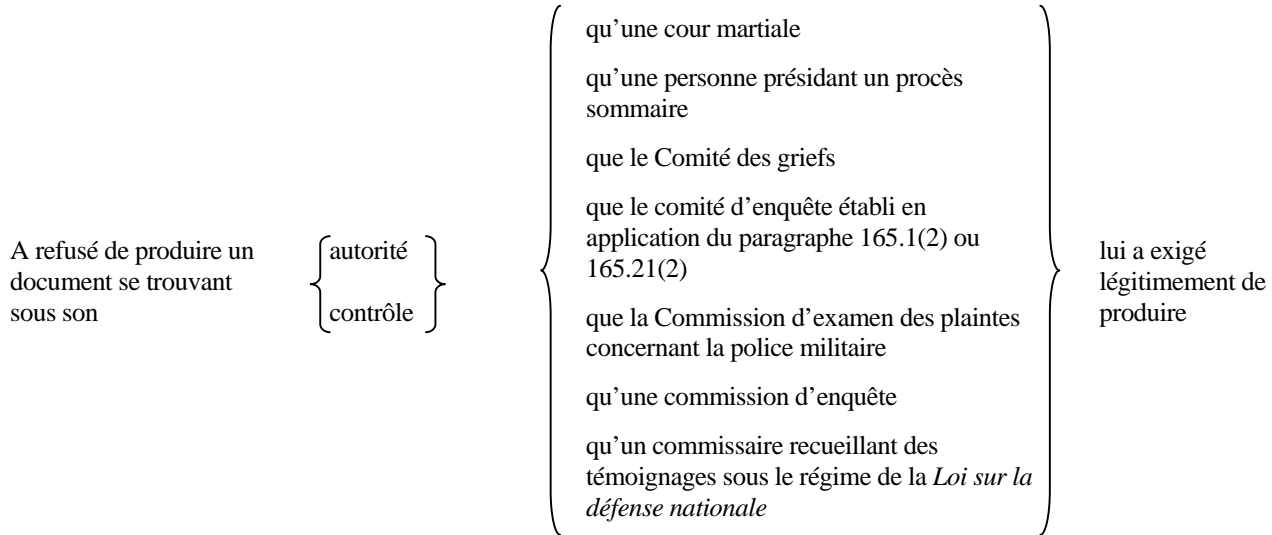 A refusé de produire un
document se trouvant
sous son
autorité
contrôle
qu’une cour martiale
qu’une personne présidant un procès
sommaire
que le Comité des griefs
que le comité d’enquête établi en
application du paragraphe 165.1(2) ou
165.21(2)
que la Commission d’examen des plaintes
concernant la police militaire
qu’une commission d’enquête
qu’un commissaire recueillant des
témoignages sous le régime de la Loi sur la
défense nationale
lui a exigé
légitimement de
produire